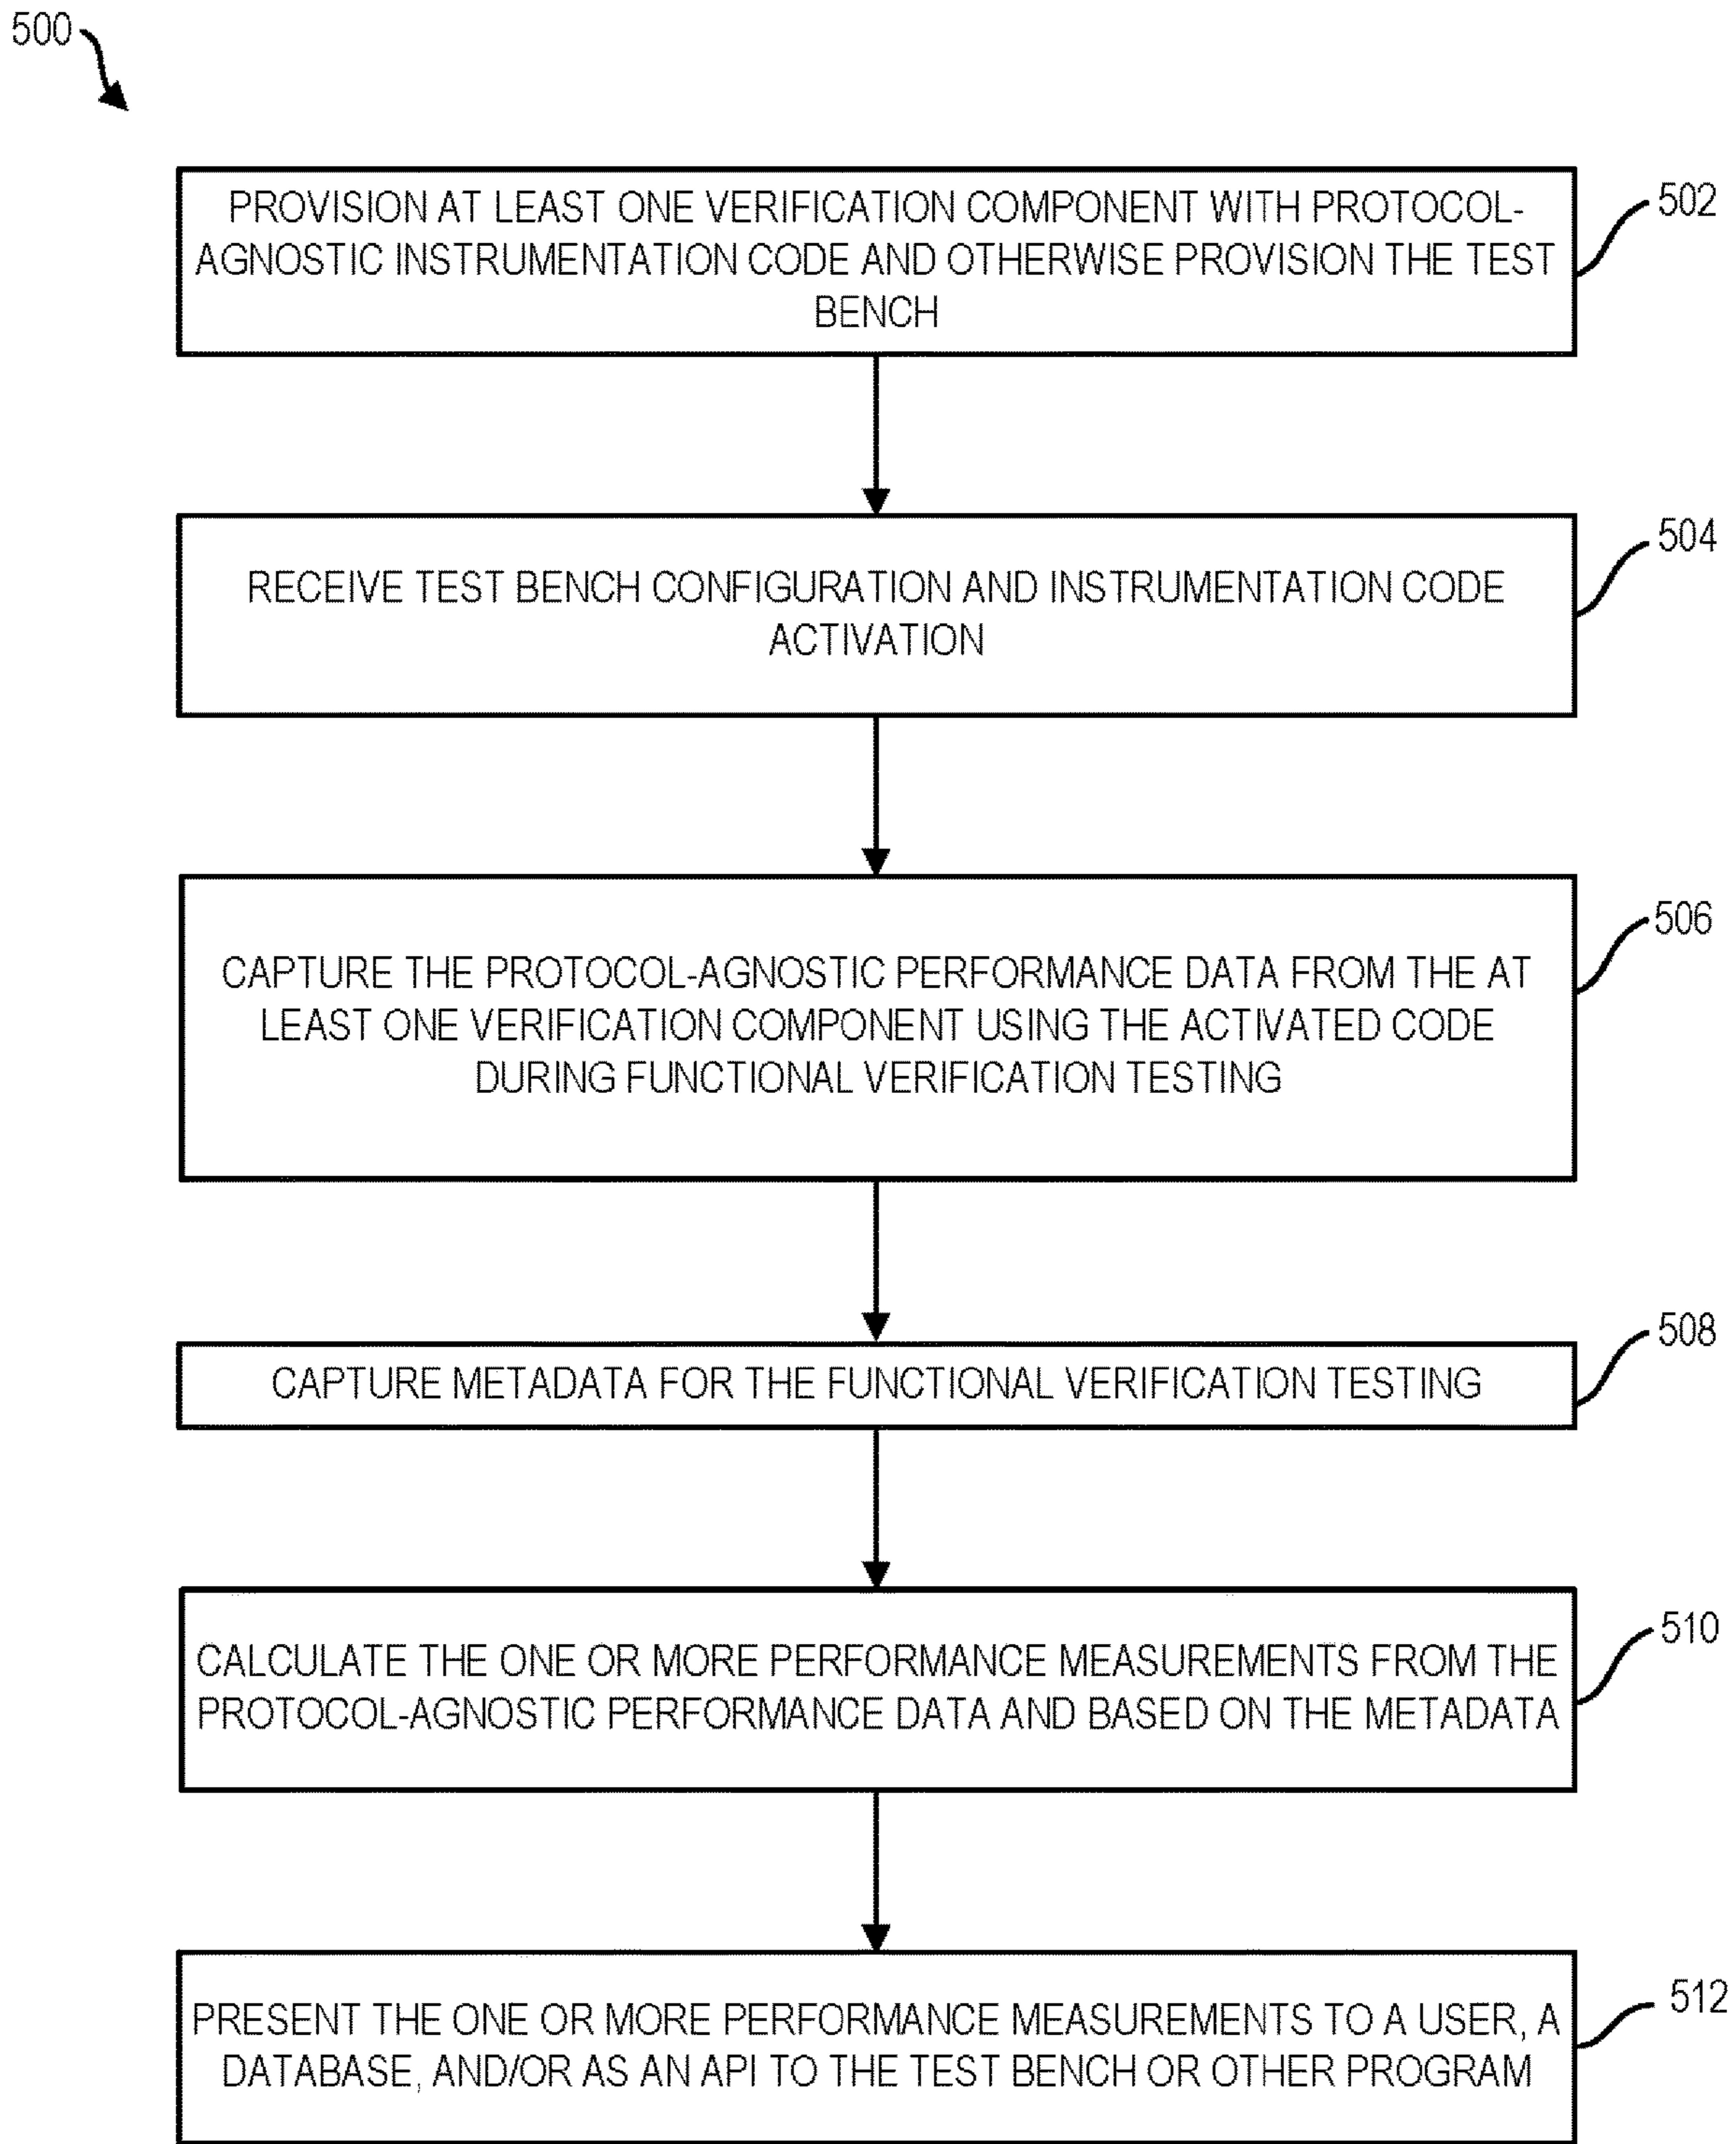 500
PROVISION AT LEAST ONE VERIFICATION COMPONENT WITH PROTOCOL-
AGNOSTIC INSTRUMENTATION CODE AND OTHERWISE PROVISION THE TEST
BENCH
502
RECEIVE TEST BENCH CONFIGURATION AND INSTRUMENTATION CODE
ACTIVATION
504
CAPTURE THE PROTOCOL-AGNOSTIC PERFORMANCE DATA FROM THE AT
LEAST ONE VERIFICATION COMPONENT USING THE ACTIVATED CODE
DURING FUNCTIONAL VERIFICATION TESTING
506
CAPTURE METADATA FOR THE FUNCTIONAL VERIFICATION TESTING
508
CALCULATE THE ONE OR MORE PERFORMANCE MEASUREMENTS FROM THE
PROTOCOL-AGNOSTIC PERFORMANCE DATA AND BASED ON THE METADATA
510
PRESENT THE ONE OR MORE PERFORMANCE MEASUREMENTS TO A USER, A
DATABASE, AND/OR AS AN API TO THE TEST BENCH OR OTHER PROGRAM
512